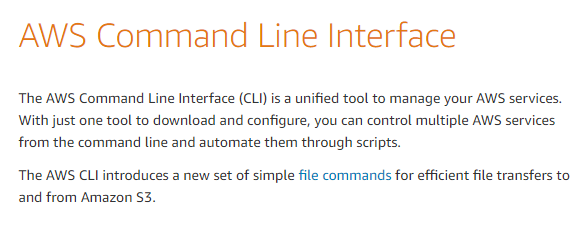 AWS Command Line Interface
The AWS Command Line Interface (CLI) is a unified tool to manage your AWS services.
With just one tool to download and configure, you can control multiple AWS services
from the command line and automate them through scripts.
The AWS CLI introduces a new set of simple file commands for efficient file transfers to
and from Amazon S3.